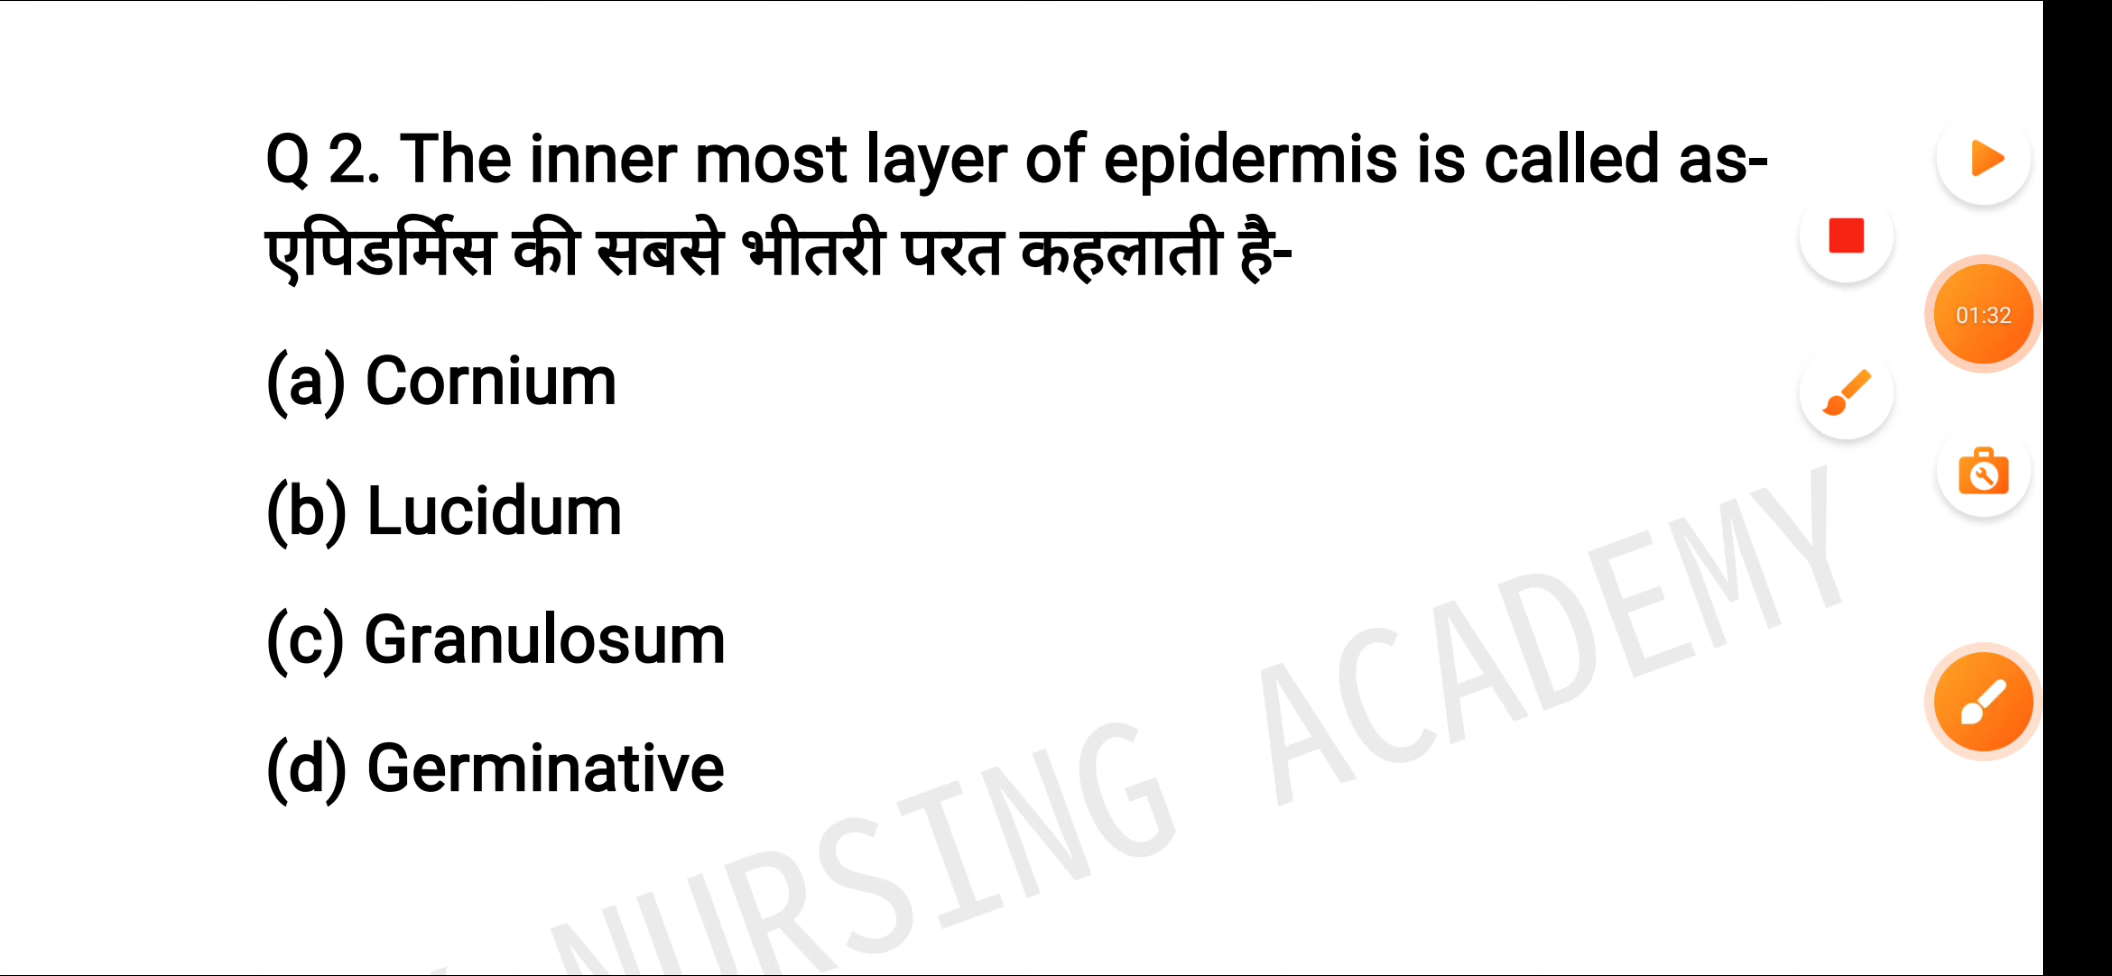 Q 2. The inner most layer of epidermis is called as-
एपिडर्मिस की सबसे भीतरी परत कहलाती है-
(a) Cornium
(b) Lucidum
(c) Granulosum
(d) Germinative
01:32
NURSING ACADEMY